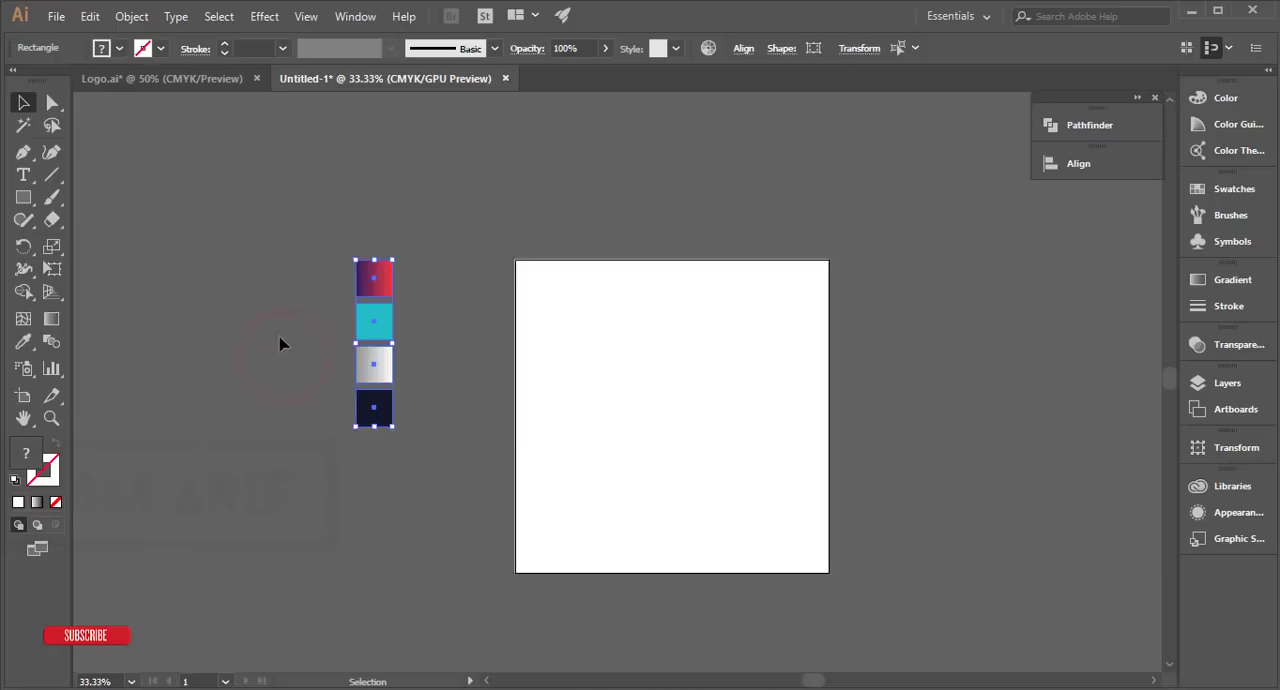 Ai File Edit Object Type Select Effect View Window Help Br St Essentials Search Adobe Help
Rectangle ? Stroke: Basic Opacity: 100% Style: Align Shape: Transform
Logo.ai* @ 50% (CMYK/Preview) Untitled-1* @ 33.33% (CMYK/GPU Preview)
Pathfinder
Align
Color
Color Gui...
Color The...
Swatches
Brushes
Symbols
Gradient
Stroke
Transpare...
Layers
Artboards
Transform
Libraries
Appearan...
Graphic S...
T
?
SUBSCRIBE
33.33% 1 Selection